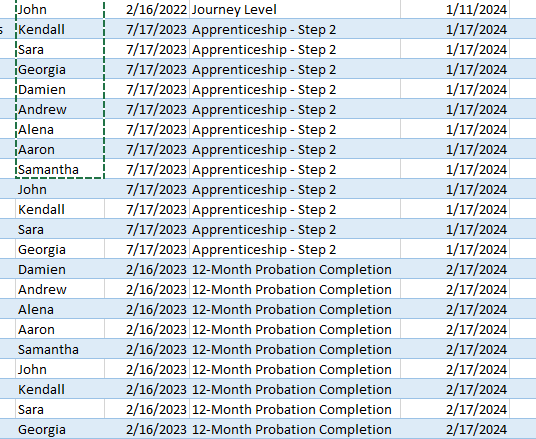 John 2/16/2022 Journey Level 1/11/2024
s Kendall 7/17/2023 Apprenticeship - Step 2 1/17/2024
Sara 7/17/2023 Apprenticeship - Step 2 1/17/2024
Georgia 7/17/2023 Apprenticeship - Step 2 1/17/2024
Damien 7/17/2023 Apprenticeship - Step 2 1/17/2024
Andrew 7/17/2023 Apprenticeship - Step 2 1/17/2024
Alena 7/17/2023 Apprenticeship - Step 2 1/17/2024
Aaron 7/17/2023 Apprenticeship - Step 2 1/17/2024
Samantha 7/17/2023 Apprenticeship - Step 2 1/17/2024
John 7/17/2023 Apprenticeship - Step 2 1/17/2024
Kendall 7/17/2023 Apprenticeship - Step 2 1/17/2024
Sara 7/17/2023 Apprenticeship - Step 2 1/17/2024
Georgia 7/17/2023 Apprenticeship - Step 2 1/17/2024
Damien 2/16/2023 12-Month Probation Completion 2/17/2024
Andrew 2/16/2023 12-Month Probation Completion 2/17/2024
Alena 2/16/2023 12-Month Probation Completion 2/17/2024
Aaron 2/16/2023 12-Month Probation Completion 2/17/2024
Samantha 2/16/2023 12-Month Probation Completion 2/17/2024
John 2/16/2023 12-Month Probation Completion 2/17/2024
Kendall 2/16/2023 12-Month Probation Completion 2/17/2024
Sara 2/16/2023 12-Month Probation Completion 2/17/2024
Georgia 2/16/2023 12-Month Probation Completion 2/17/2024